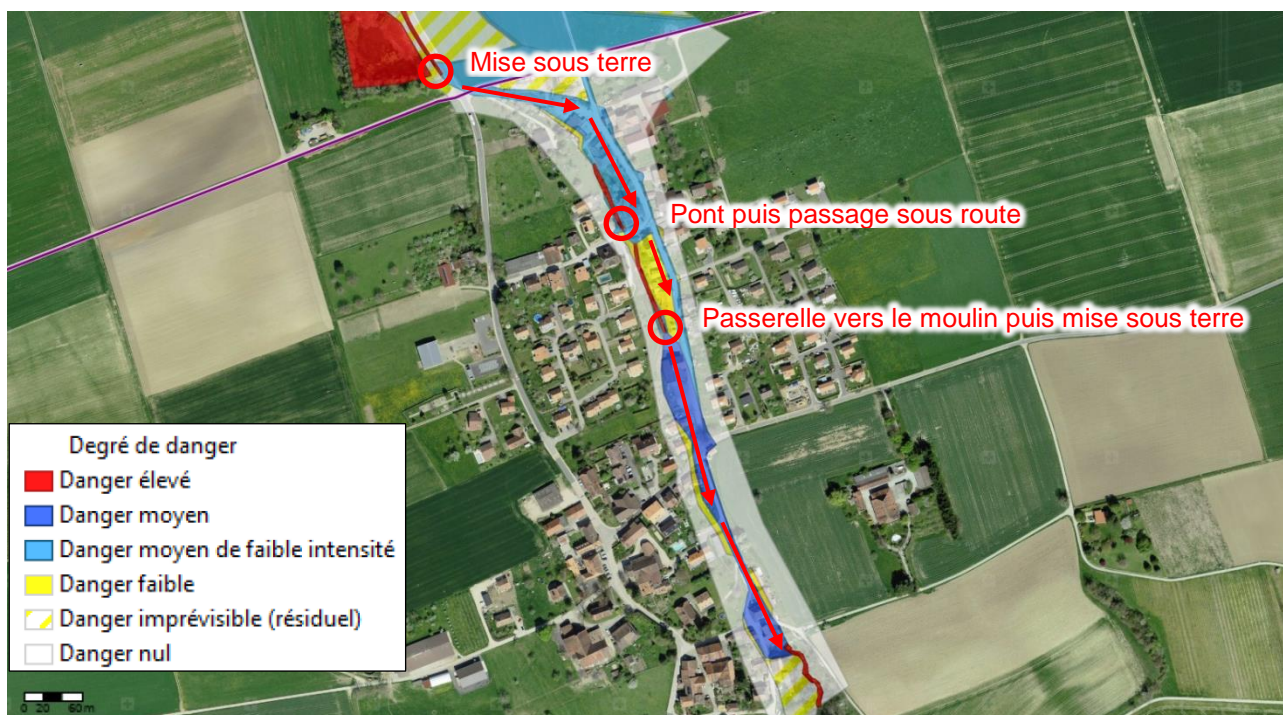 Mise sous terre
Pont puis passage sous route
Passerelle vers le moulin puis mise sous terre
Degré de danger
Danger élevé
Danger moyen
Danger moyen de faible intensité
Danger faible
Danger imprévisible (résiduel)
Danger nul
0 20 60 m